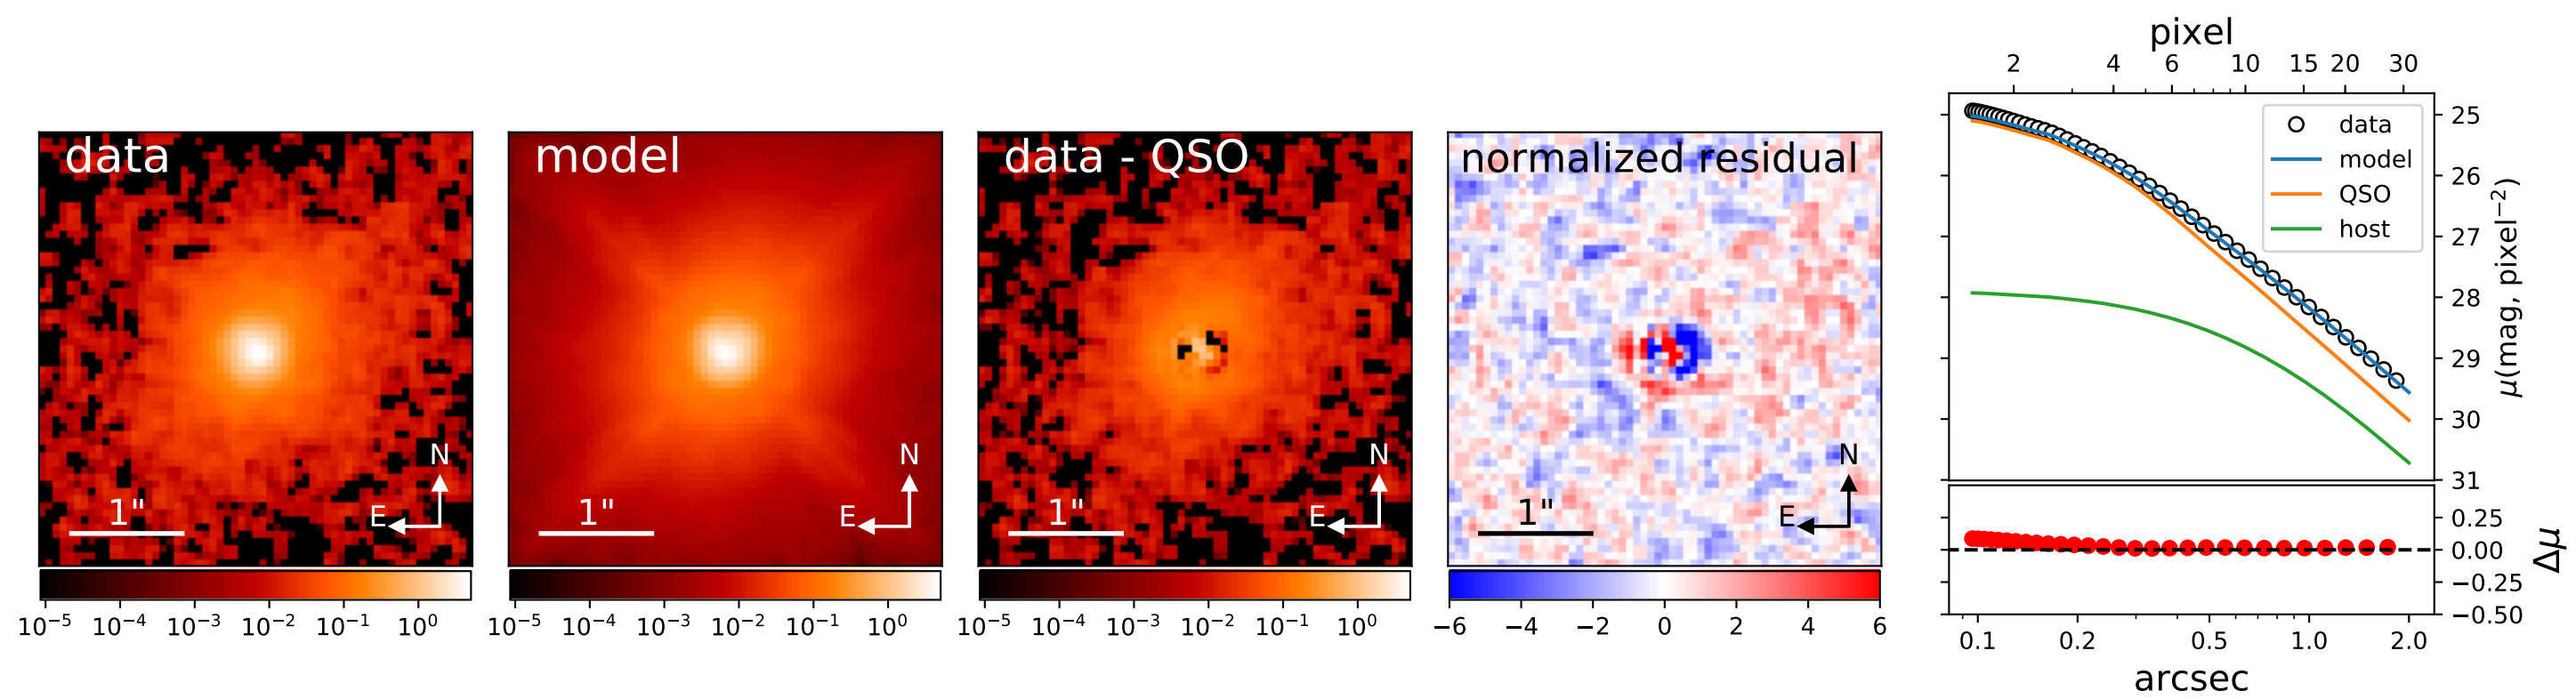 data
N
E
1"
10⁻⁵ 10⁻⁴ 10⁻³ 10⁻² 10⁻¹ 10⁰
model
N
E
1"
10⁻⁵ 10⁻⁴ 10⁻³ 10⁻² 10⁻¹ 10⁰
data - QSO
N
E
1"
10⁻⁵ 10⁻⁴ 10⁻³ 10⁻² 10⁻¹ 10⁰
normalized residual
N
E
1"
−6 −4 −2 0 2 4 6
pixel
2 4 6 10 15 20 30
data
model
QSO
host
25
26
27
28
29
30
31
μ(mag, pixel⁻²)
0.25
0.00
−0.25
−0.50
Δμ
0.1 0.2 0.5 1.0 2.0
arcsec